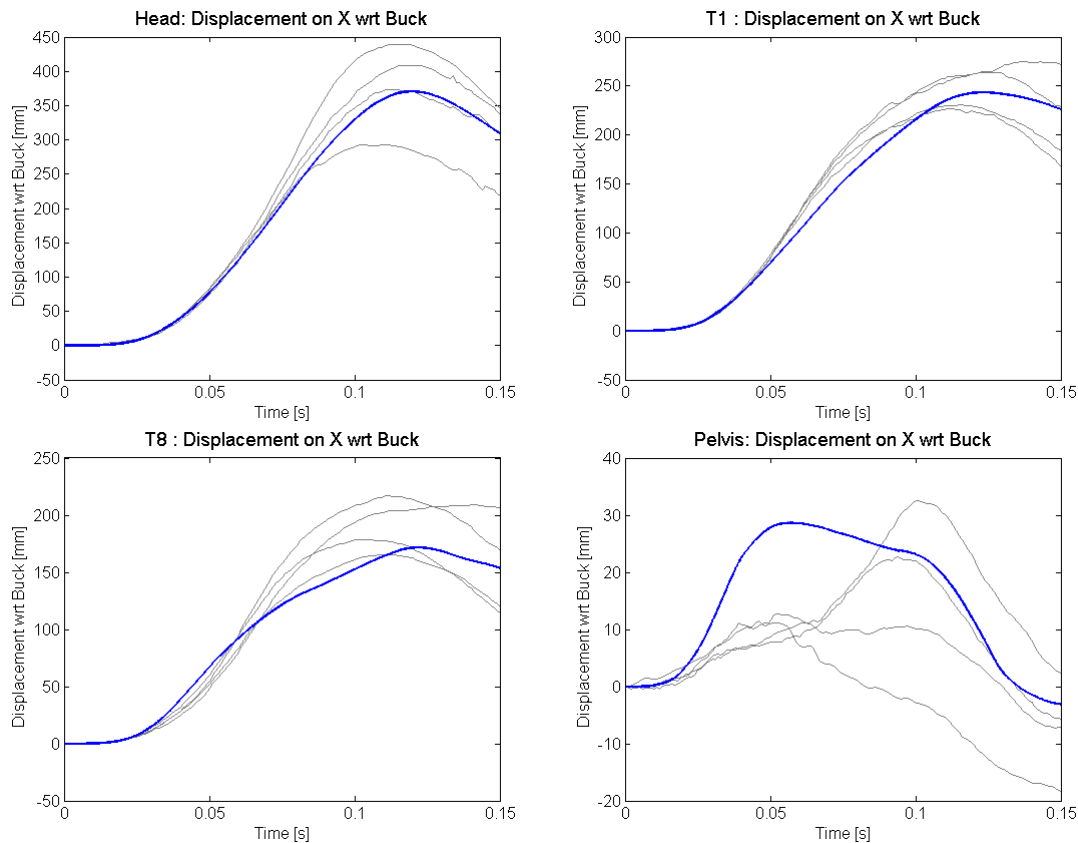 Head: Displacement on X wrt Buck
Displacement wrt Buck [mm]
450
400
350
300
250
200
150
100
50
0
-50
0 0.05 0.1 0.15
Time [s]
T1 : Displacement on X wrt Buck
Displacement wrt Buck [mm]
300
250
200
150
100
50
0
-50
0 0.05 0.1 0.15
Time [s]
T8 : Displacement on X wrt Buck
Displacement wrt Buck [mm]
250
200
150
100
50
0
-50
0 0.05 0.1 0.15
Time [s]
Pelvis: Displacement on X wrt Buck
Displacement wrt Buck [mm]
40
30
20
10
0
-10
-20
0 0.05 0.1 0.15
Time [s]